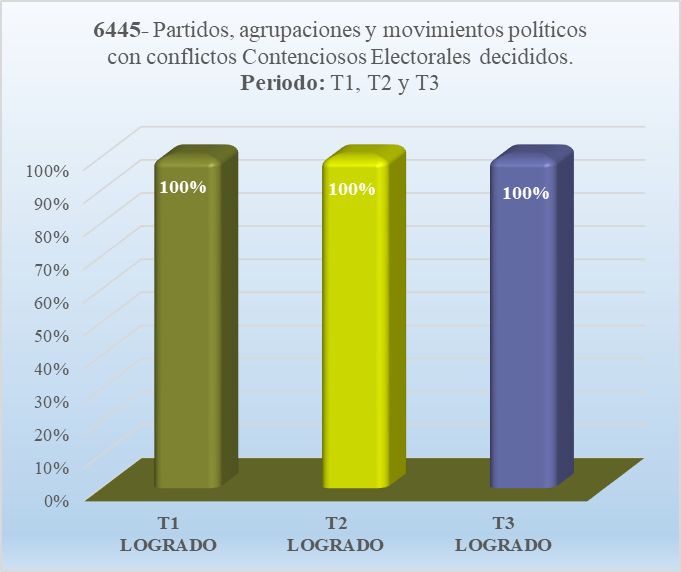 6445- Partidos, agrupaciones y movimientos políticos
con conflictos Contenciosos Electorales decididos.
Periodo: T1, T2 y T3
100%
90%
80%
70%
60%
50%
40%
30%
20%
10%
0%
100%
100%
100%
T1
LOGRADO
T2
LOGRADO
T3
LOGRADO